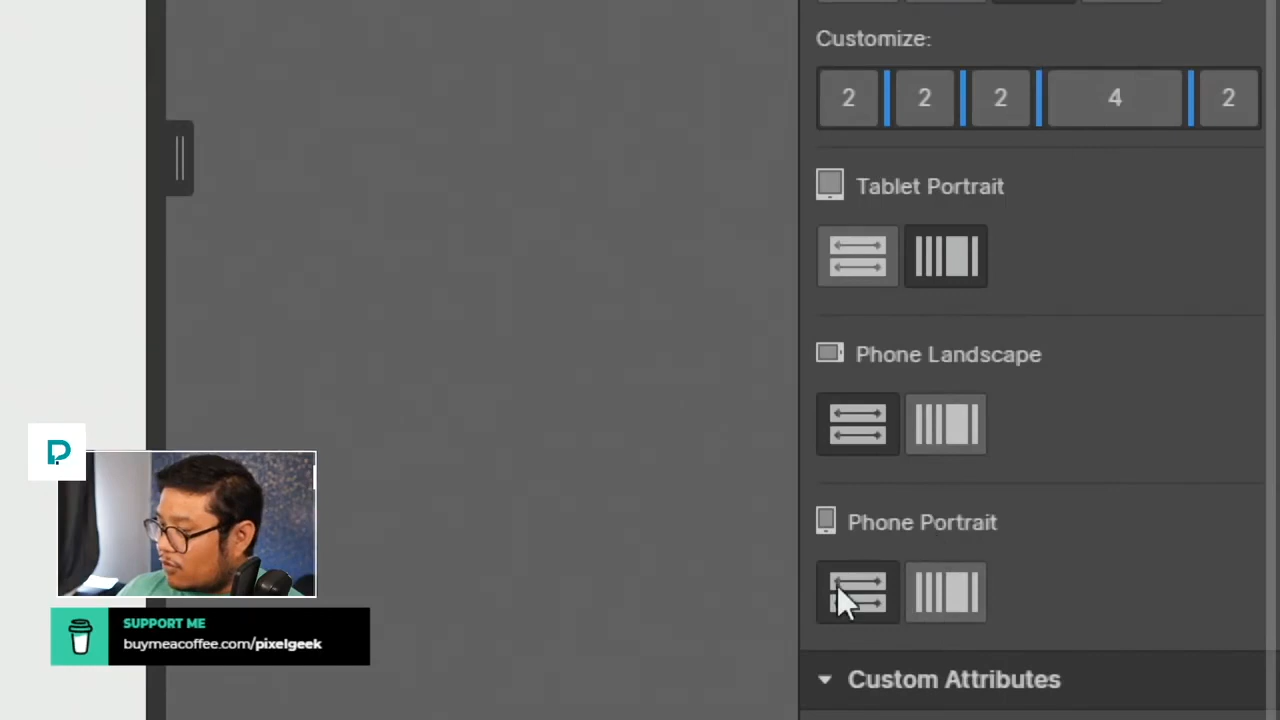 Customize:
2 2 2 4 2
Tablet Portrait
Phone Landscape
Phone Portrait
SUPPORT ME
buymeacoffee.com/pixelgeek
Custom Attributes